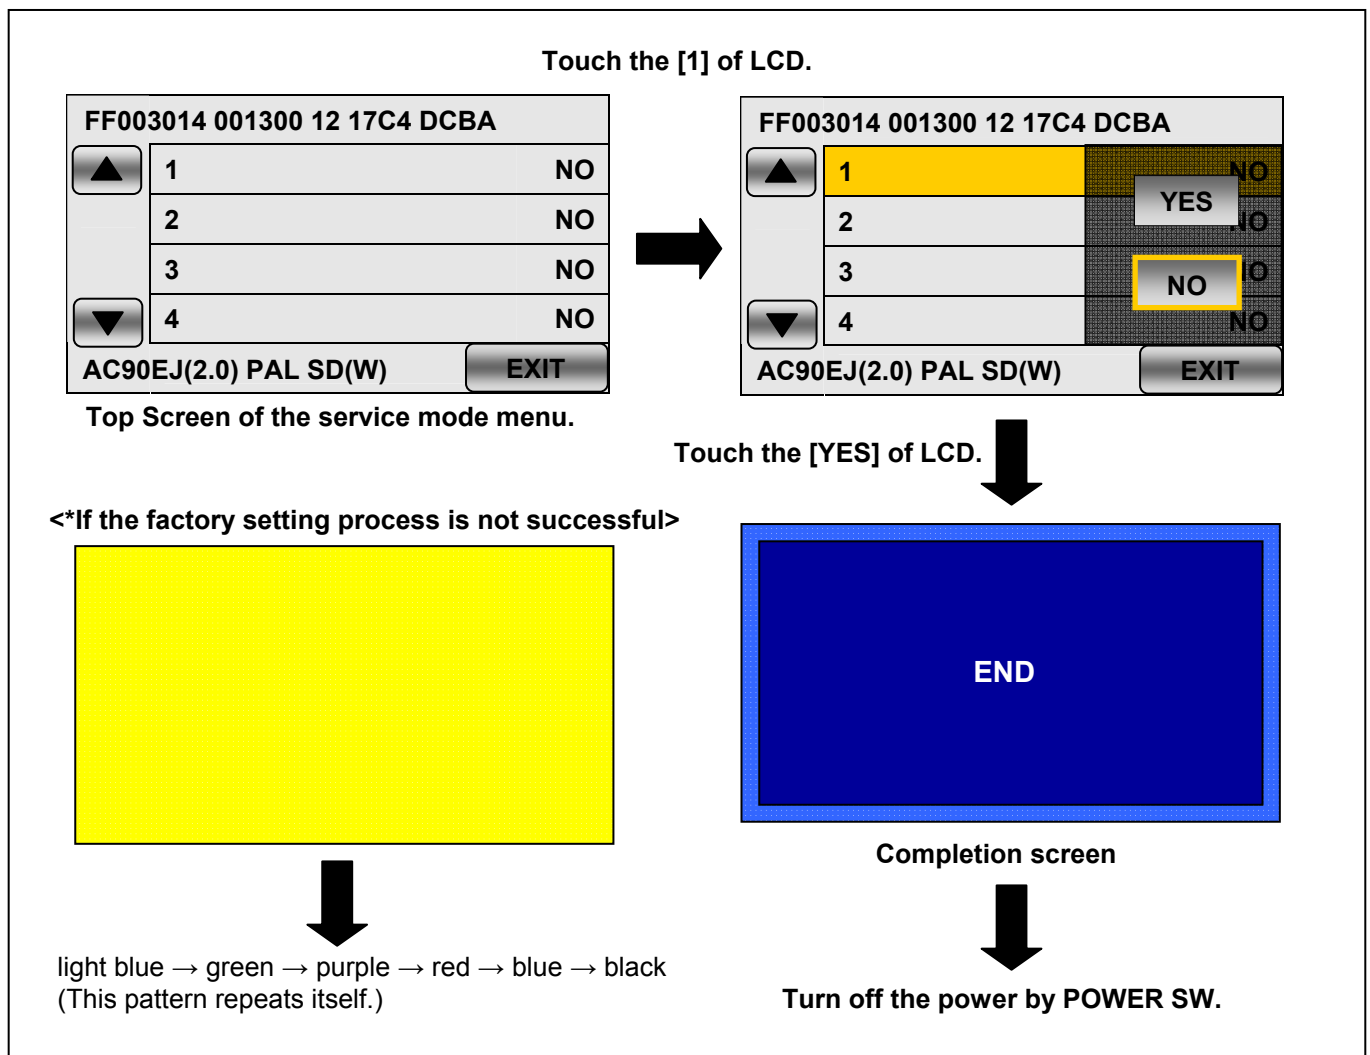 Touch the [1] of LCD.
FF003014 001300 12 17C4 DCBA
1 NO
2 NO
3 NO
4 NO
AC90EJ(2.0) PAL SD(W) EXIT
Top Screen of the service mode menu.
FF003014 001300 12 17C4 DCBA
1 NO
YES
2 NO
3 NO
NO
4 NO
AC90EJ(2.0) PAL SD(W) EXIT
Touch the [YES] of LCD.
<*If the factory setting process is not successful>
END
Completion screen
light blue → green → purple → red → blue → black
(This pattern repeats itself.)
Turn off the power by POWER SW.